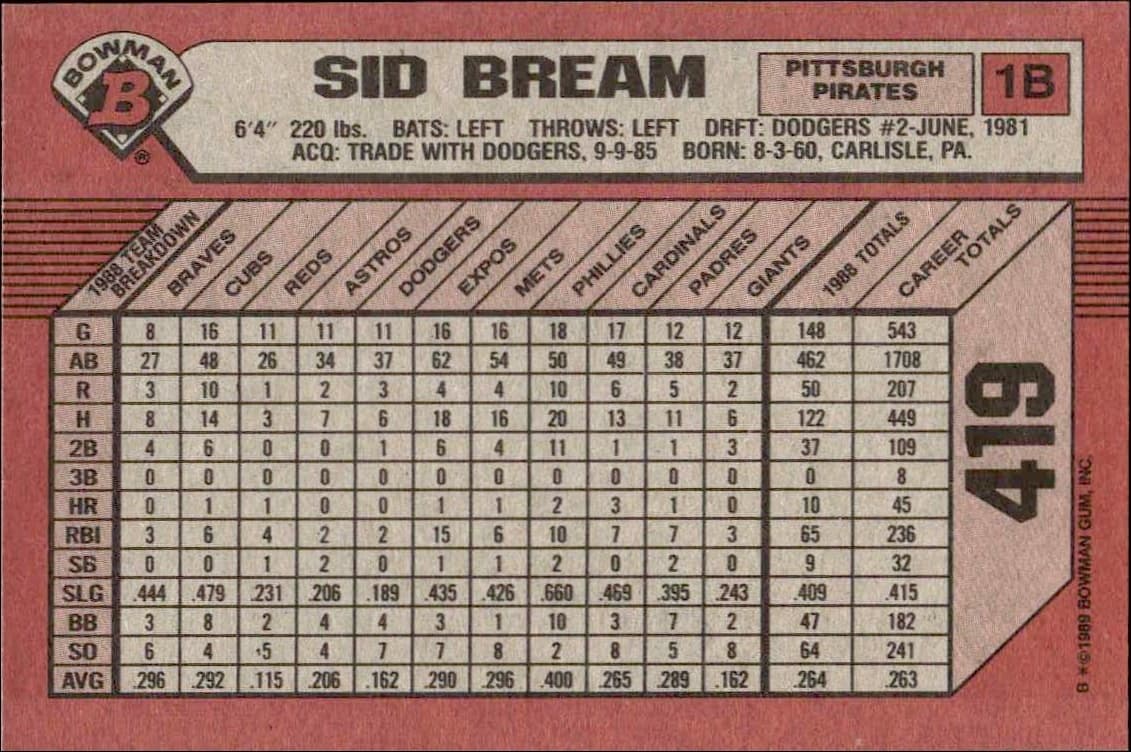 BOWMAN
B
®
SID BREAM
PITTSBURGH
PIRATES
1B
6'4" 220 lbs. BATS: LEFT THROWS: LEFT DRFT: DODGERS #2-JUNE, 1981
ACQ: TRADE WITH DODGERS, 9-9-85 BORN: 8-3-60, CARLISLE, PA.
1988 TEAM BREAKDOWN BRAVES CUBS REDS ASTROS DODGERS EXPOS METS PHILLIES CARDINALS PADRES GIANTS 1988 TOTALS CAREER TOTALS
G 8 16 11 11 11 16 16 18 17 12 12 148 543
AB 27 48 26 34 37 62 54 50 49 38 37 462 1708
R 3 10 1 2 3 4 4 10 6 5 2 50 207
H 8 14 3 7 6 18 16 20 13 11 6 122 449
2B 4 6 0 0 1 6 4 11 1 1 3 37 109
3B 0 0 0 0 0 0 0 0 0 0 0 0 8
HR 0 1 1 0 0 1 1 2 3 1 0 10 45
RBI 3 6 4 2 2 15 6 10 7 7 3 65 236
SB 0 0 1 2 0 1 1 2 0 2 0 9 32
SLG .444 .479 .231 .206 .189 .435 .426 .660 .469 .395 .243 .409 .415
BB 3 8 2 4 4 3 1 10 3 7 2 47 182
SO 6 4 5 4 7 7 8 2 8 5 8 64 241
AVG .296 .292 .115 .206 .162 .290 .296 .400 .265 .289 .162 .264 .263
419
B *©1989 BOWMAN GUM, INC.